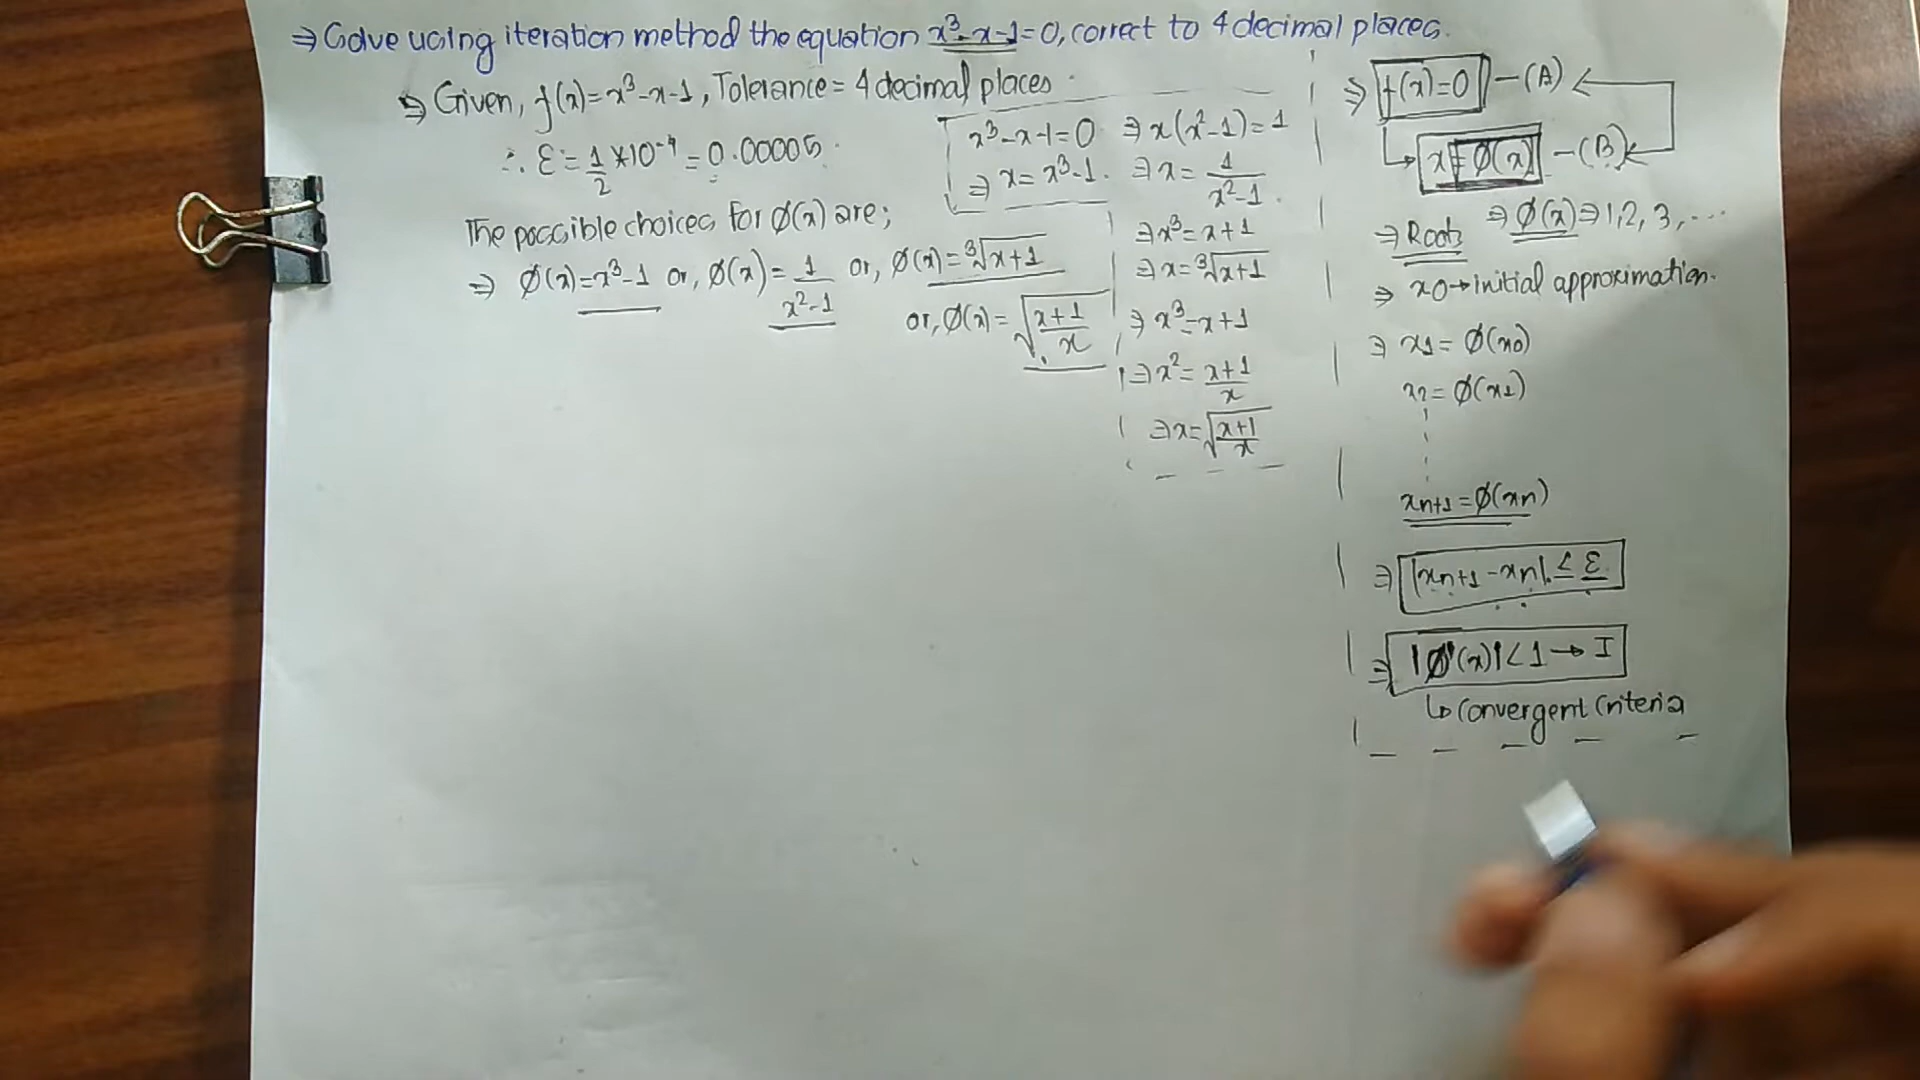 ⇒ Solve using iteration method the equation x³-x-1=0, correct to 4 decimal places.
⇒ Given, f(x)=x³-x-1, Tolerance= 4 decimal places
∴ ε = 1/2 *10⁻⁴ = 0.00005
The possible choices for Ø(x) are;
⇒ Ø(x)=x³-1 or, Ø(x)= 1/(x²-1) or, Ø(x)=³√(x+1)
or, Ø(x)= √((x+1)/x)
x³-x-1=0 ⇒ x(x²-1)=1
⇒ x=x³-1. ⇒ x= 1/(x²-1).
⇒ x³=x+1
⇒ x=³√(x+1)
⇒ x³=x+1
⇒ x²= (x+1)/x
⇒ x=√((x+1)/x)
⇒ f(x)=0 -(A)
x=Ø(x) -(B)
⇒ Roots ⇒ Ø(x)⇒1,2,3,...
⇒ x0→initial approximation.
⇒ x1= Ø(x0)
x2= Ø(x1)
xn+1=Ø(xn)
⇒ |xn+1-xn|≤ε
⇒ |Ø'(x)|<1→I
↳ Convergent Criteria